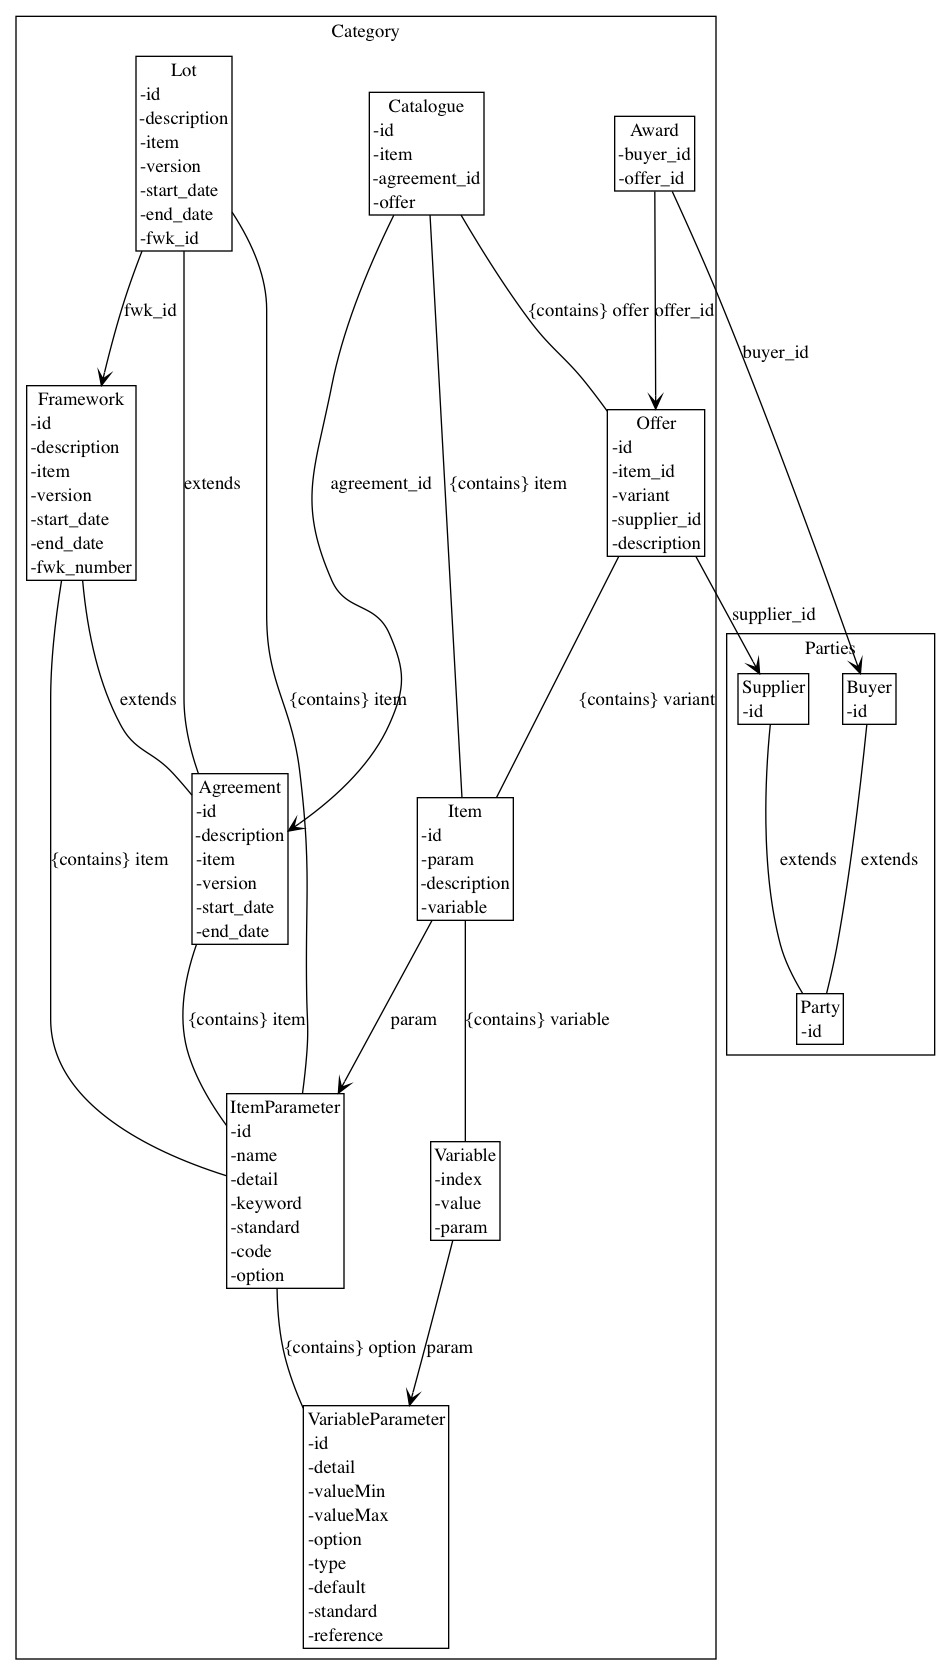 Category
Lot
-id
-description
-item
-version
-start_date
-end_date
-fwk_id
Catalogue
-id
-item
-agreement_id
-offer
Award
-buyer_id
-offer_id
fwk_id
{contains} offer
offer_id
buyer_id
Framework
-id
-description
-item
-version
-start_date
-end_date
-fwk_number
extends
agreement_id
{contains} item
Offer
-id
-item_id
-variant
-supplier_id
-description
supplier_id
Parties
Supplier
-id
Buyer
-id
extends
{contains} item
{contains} variant
Agreement
-id
-description
-item
-version
-start_date
-end_date
Item
-id
-param
-description
-variable
{contains} item
extends
extends
Party
-id
{contains} item
param
{contains} variable
ItemParameter
-id
-name
-detail
-keyword
-standard
-code
-option
Variable
-index
-value
-param
{contains} option
param
VariableParameter
-id
-detail
-valueMin
-valueMax
-option
-type
-default
-standard
-reference